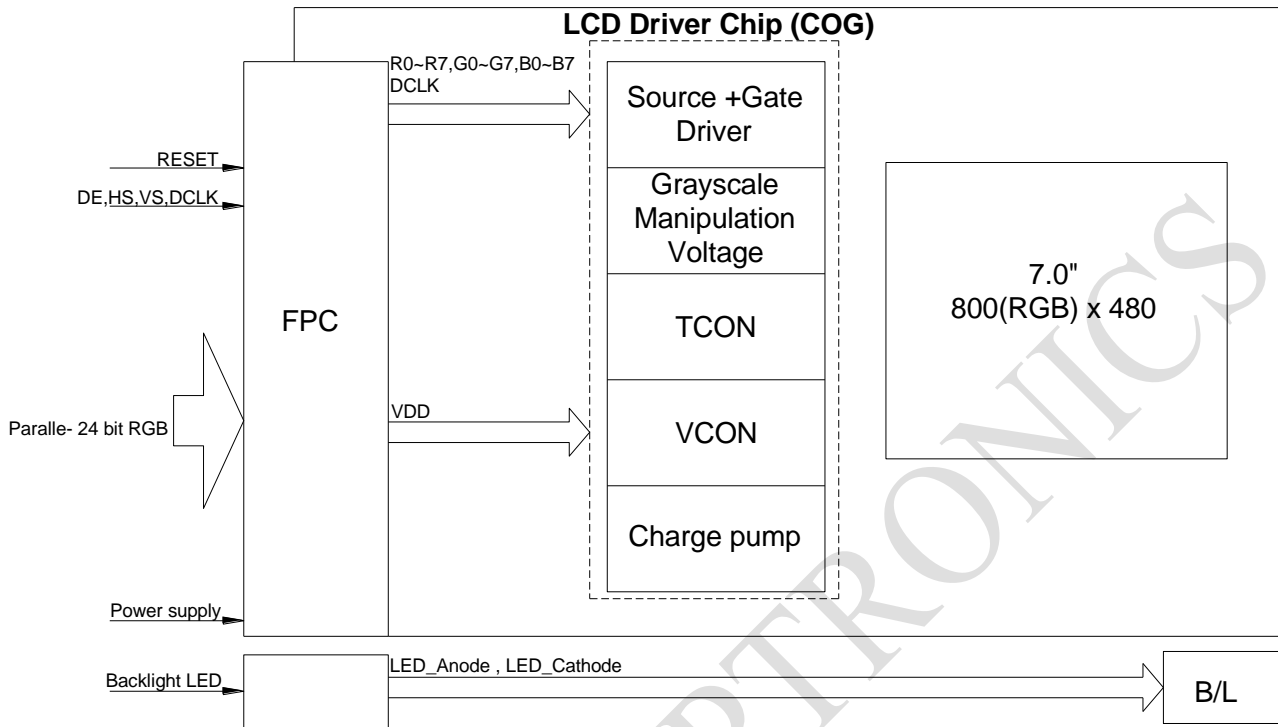 LCD Driver Chip (COG)
R0~R7,G0~G7,B0~B7
DCLK
Source +Gate
Driver
RESET
DE,HS,VS,DCLK
Grayscale
Manipulation
Voltage
7.0"
800(RGB) x 480
FPC
TCON
VDD
Paralle- 24 bit RGB
VCON
Charge pump
Power supply
LED_Anode , LED_Cathode
Backlight LED
B/L